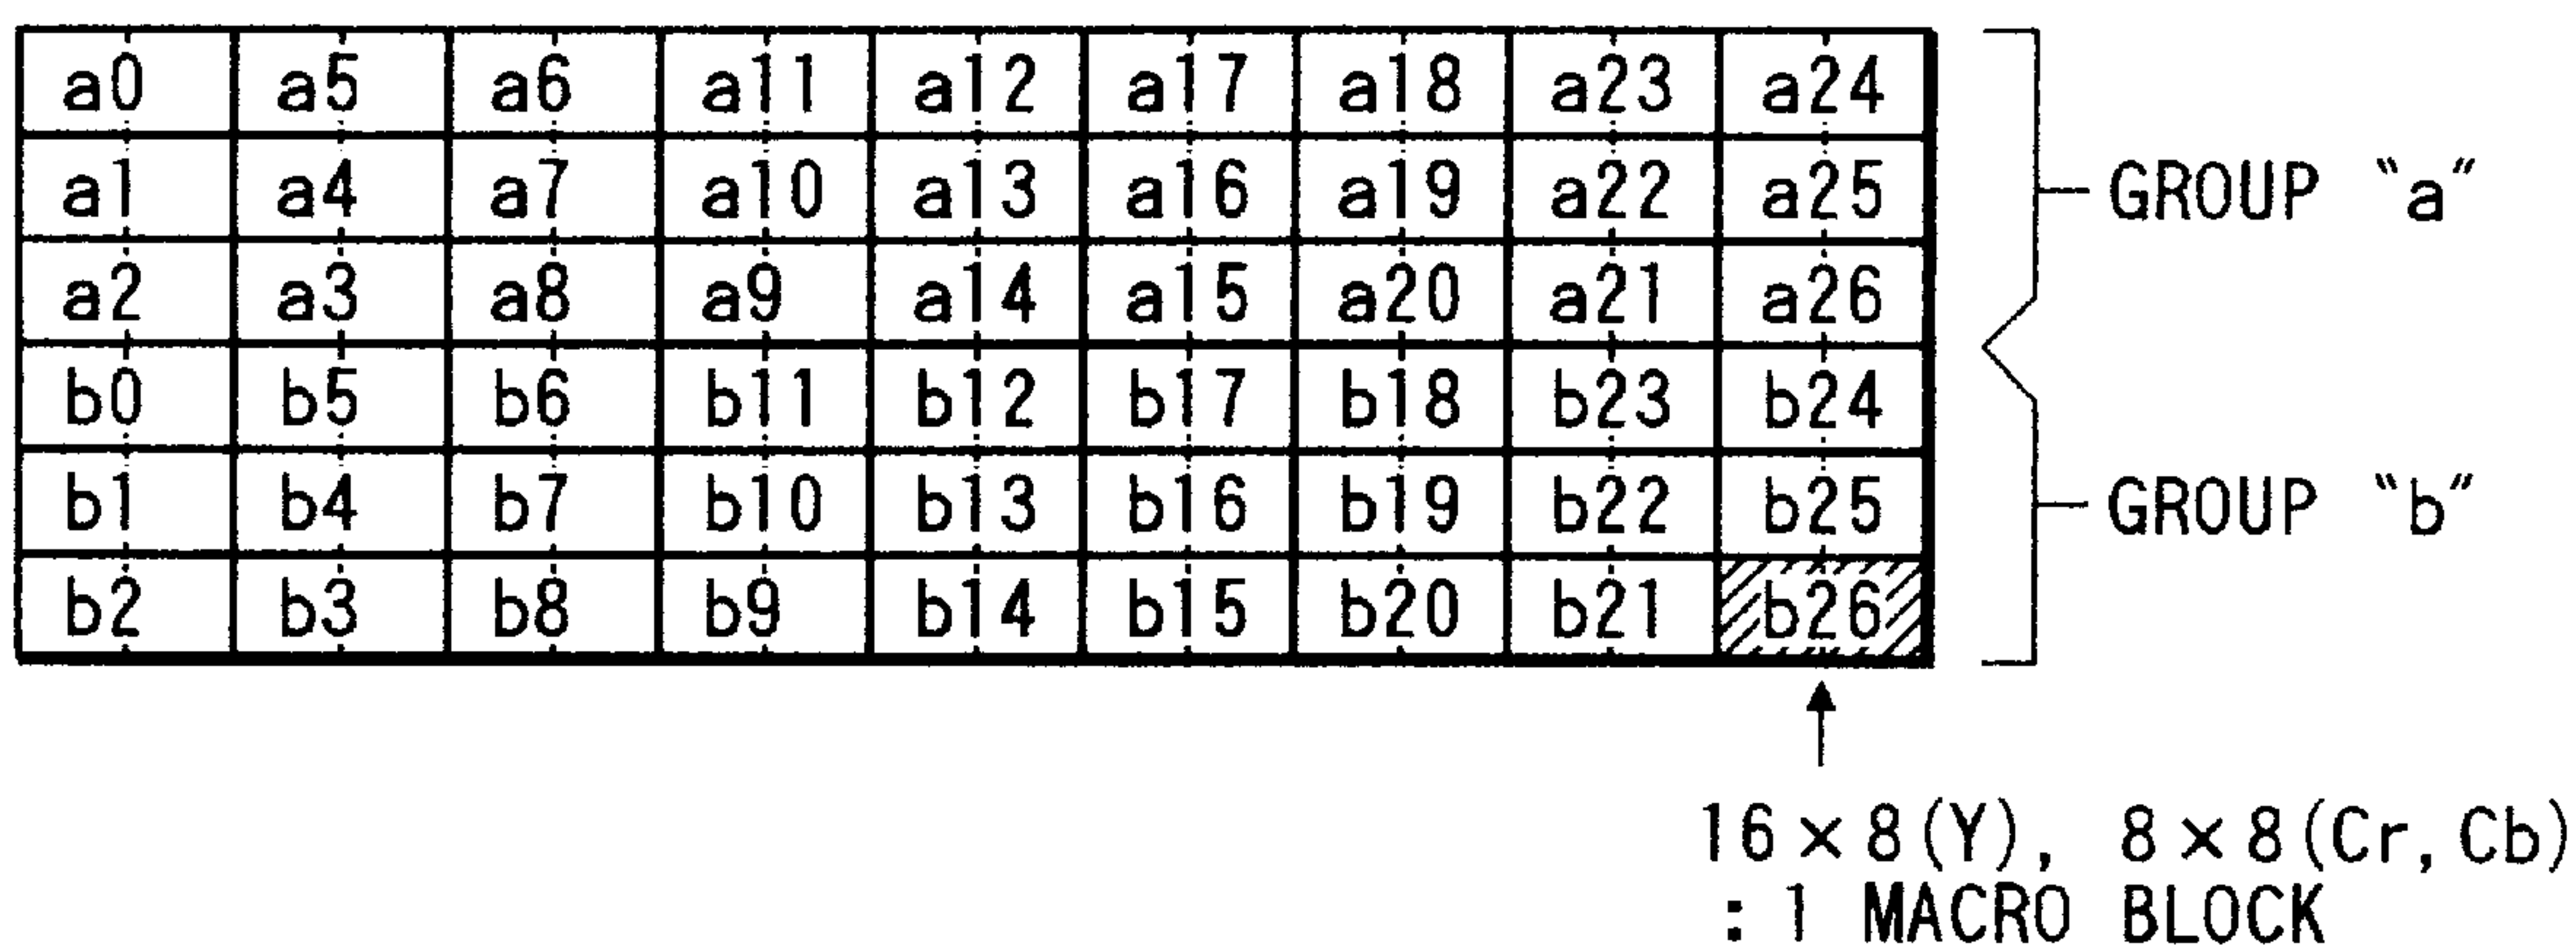 a0 a5 a6 a11 a12 a17 a18 a23 a24
a1 a4 a7 a10 a13 a16 a19 a22 a25
GROUP "a"
a2 a3 a8 a9 a14 a15 a20 a21 a26
b0 b5 b6 b11 b12 b17 b18 b23 b24
b1 b4 b7 b10 b13 b16 b19 b22 b25
GROUP "b"
b2 b3 b8 b9 b14 b15 b20 b21 b26
16×8(Y), 8×8(Cr,Cb)
: 1 MACRO BLOCK